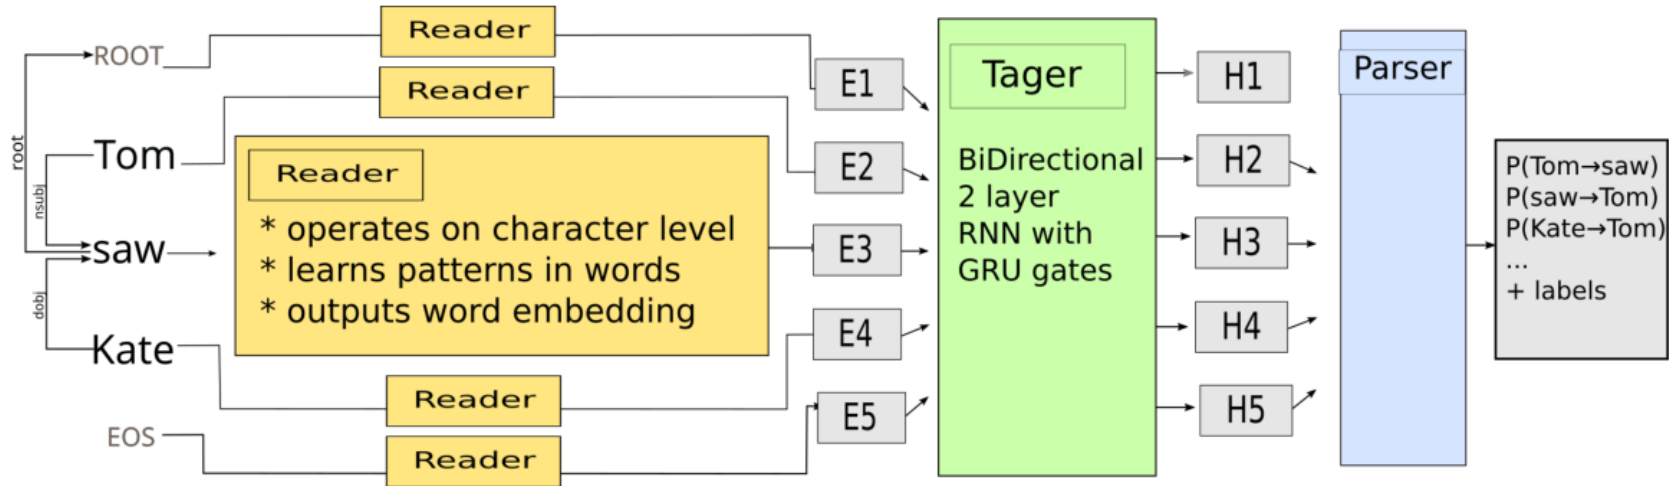 root
nsubj
dobj
ROOT
Tom
saw
Kate
EOS
Reader
Reader
Reader
* operates on character level
* learns patterns in words
* outputs word embedding
Reader
Reader
E1
E2
E3
E4
E5
Tager
BiDirectional
2 layer
RNN with
GRU gates
H1
H2
H3
H4
H5
Parser
P(Tom→saw)
P(saw→Tom)
P(Kate→Tom)
...
+ labels